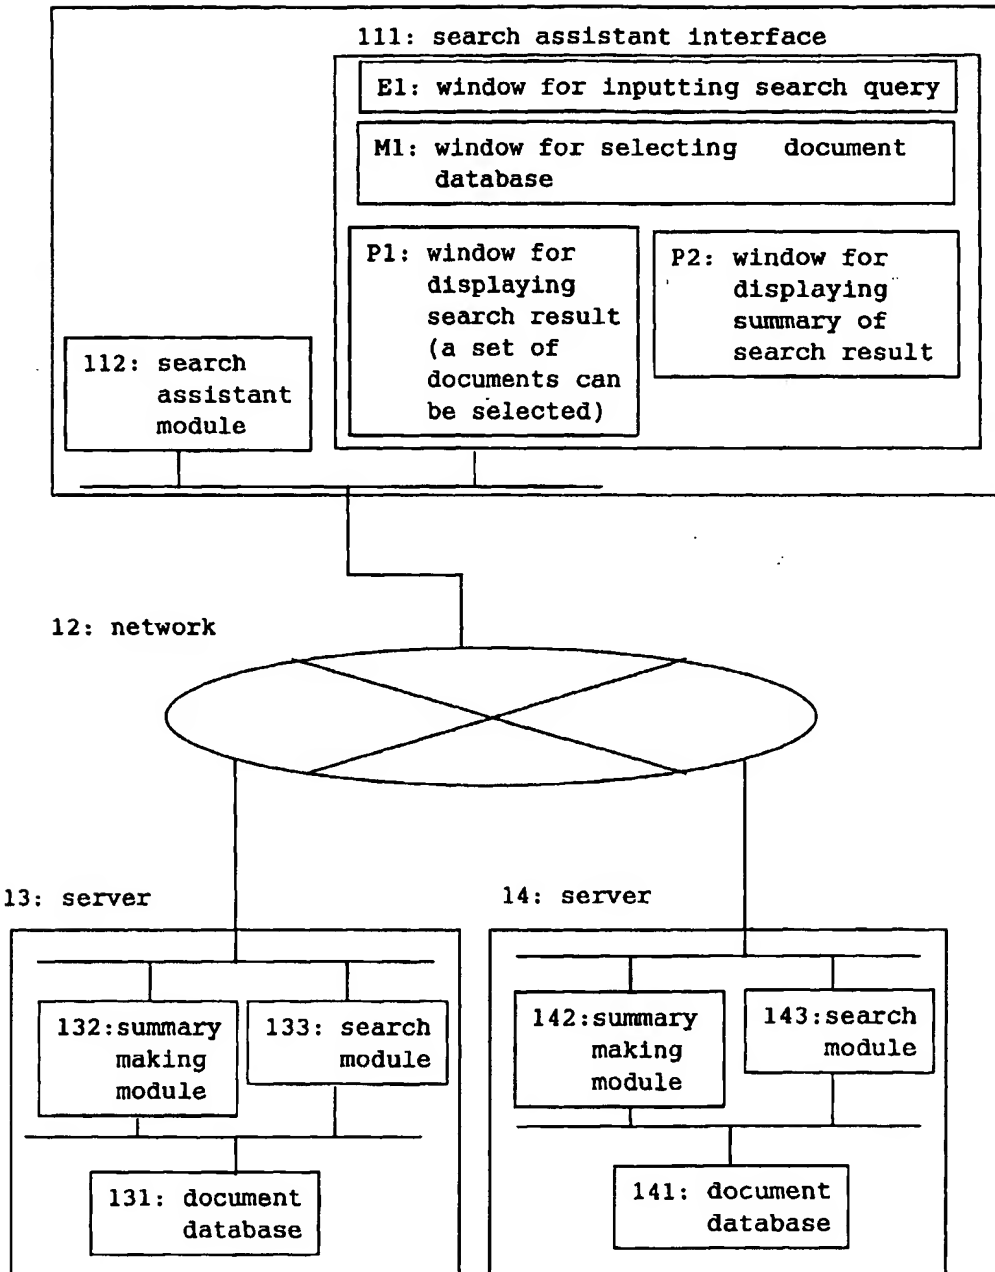 111: search assistant interface
E1: window for inputting search query
M1: window for selecting document
database
P1: window for
displaying
search result
(a set of
documents can
be selected)
P2: window for
displaying
summary of
search result
112: search
assistant
module
12: network
13: server
14: server
132:summary
making
module
133: search
module
142:summary
making
module
143:search
module
131: document
database
141: document
database